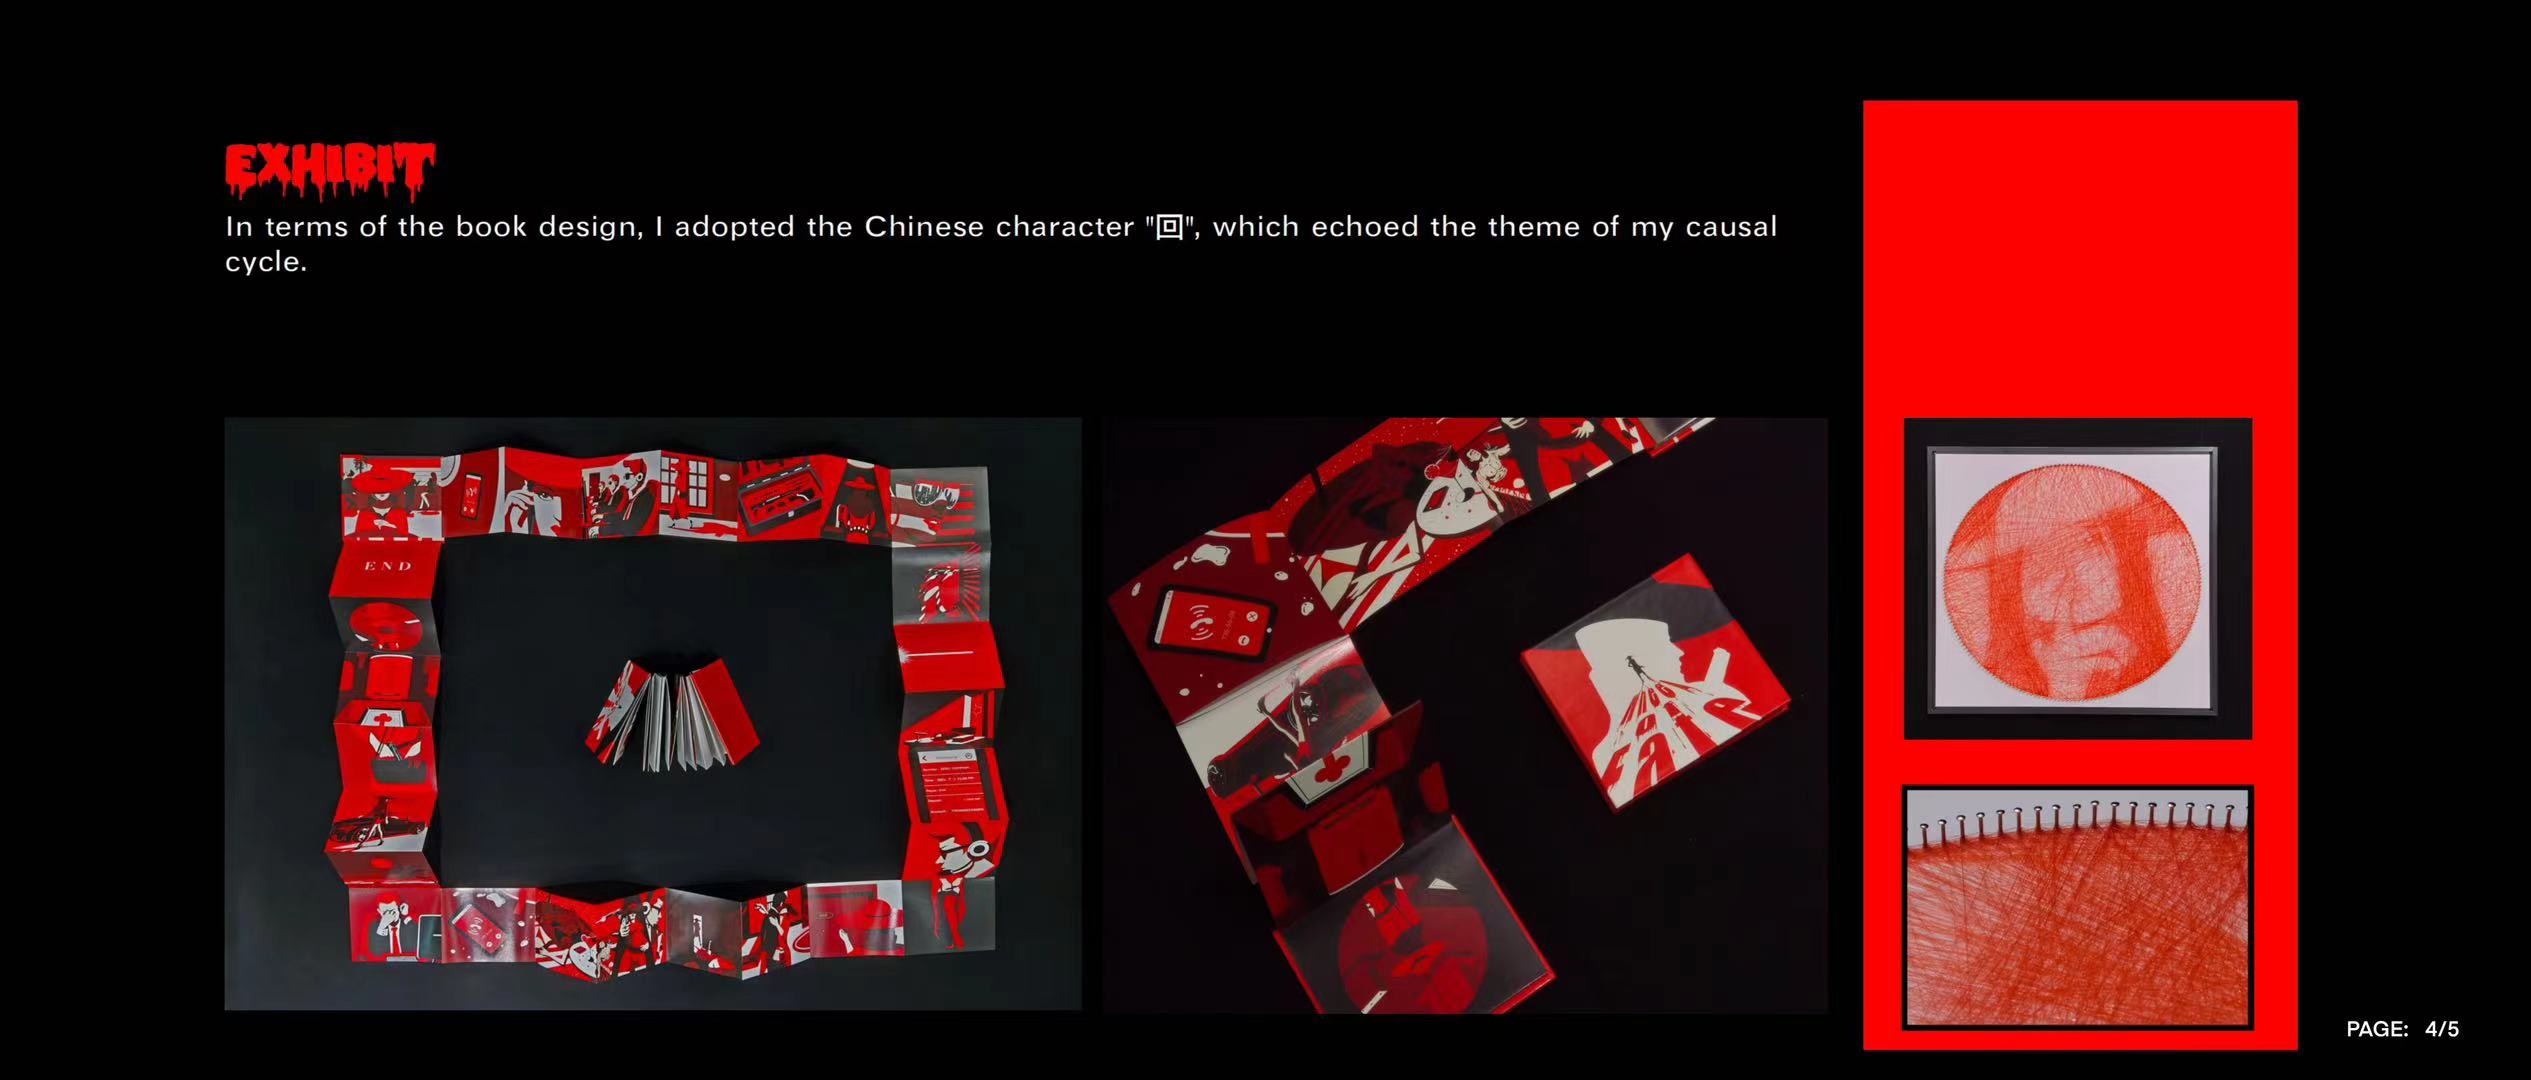 EXHIBIT
In terms of the book design, I adopted the Chinese character "回", which echoed the theme of my causal
cycle.
END
FATE
PAGE: 4/5